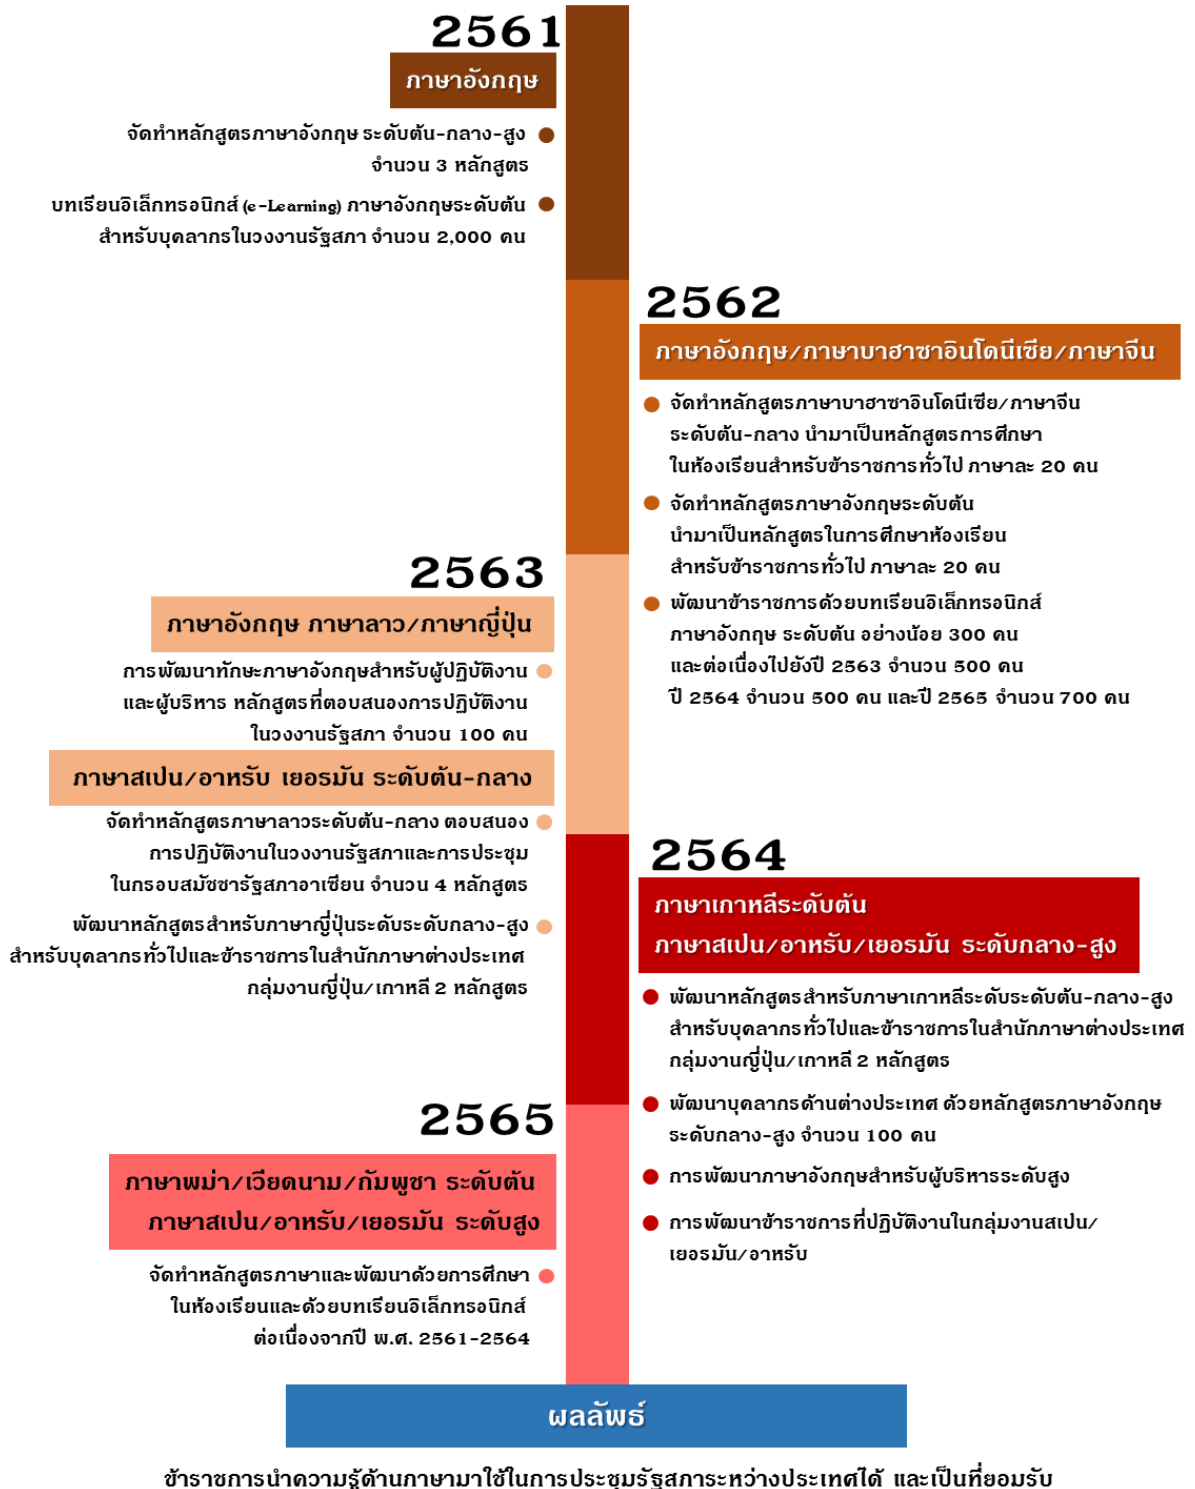 2561
ภาษาอังกฤษ
จัดทำหลักสูตรภาษาอังกฤษ ระดับต้น-กลาง-สูง
จำนวน 3 หลักสูตร
บทเรียนอิเล็กทรอนิกส์ (e-Learning) ภาษาอังกฤษระดับต้น
สำหรับบุคลากรในวงงานรัฐสภา จำนวน 2,000 คน
2562
ภาษาอังกฤษ/ภาษาบาฮาซาอินโดนีเซีย/ภาษาจีน
จัดทำหลักสูตรภาษาบาฮาซาอินโดนีเซีย/ภาษาจีน
ระดับต้น-กลาง นำมาเป็นหลักสูตรการศึกษา
ในห้องเรียนสำหรับข้าราชการทั่วไป ภาษาละ 20 คน
จัดทำหลักสูตรภาษาอังกฤษระดับต้น
นำมาเป็นหลักสูตรในการศึกษาห้องเรียน
สำหรับข้าราชการทั่วไป ภาษาละ 20 คน
พัฒนาข้าราชการด้วยบทเรียนอิเล็กทรอนิกส์
ภาษาอังกฤษ ระดับต้น อย่างน้อย 300 คน
และต่อเนื่องไปยังปี 2563 จำนวน 500 คน
ปี 2564 จำนวน 500 คน และปี 2565 จำนวน 700 คน
2563
ภาษาอังกฤษ ภาษาลาว/ภาษาญี่ปุ่น
การพัฒนาทักษะภาษาอังกฤษสำหรับผู้ปฏิบัติงาน
และผู้บริหาร หลักสูตรที่ตอบสนองการปฏิบัติงาน
ในวงงานรัฐสภา จำนวน 100 คน
ภาษาสเปน/อาหรับ เยอรมัน ระดับต้น-กลาง
จัดทำหลักสูตรภาษาลาวระดับต้น-กลาง ตอบสนอง
การปฏิบัติงานในวงงานรัฐสภาและการประชุม
ในกรอบสมัชชารัฐสภาอาเซียน จำนวน 4 หลักสูตร
พัฒนาหลักสูตรสำหรับภาษาญี่ปุ่นระดับระดับกลาง-สูง
สำหรับบุคลากรทั่วไปและข้าราชการในสำนักภาษาต่างประเทศ
กลุ่มงานญี่ปุ่น/เกาหลี 2 หลักสูตร
2564
ภาษาเกาหลีระดับต้น
ภาษาสเปน/อาหรับ/เยอรมัน ระดับกลาง-สูง
พัฒนาหลักสูตรสำหรับภาษาเกาหลีระดับระดับต้น-กลาง-สูง
สำหรับบุคลากรทั่วไปและข้าราชการในสำนักภาษาต่างประเทศ
กลุ่มงานญี่ปุ่น/เกาหลี 2 หลักสูตร
พัฒนาบุคลากรด้านต่างประเทศ ด้วยหลักสูตรภาษาอังกฤษ
ระดับกลาง-สูง จำนวน 100 คน
การพัฒนาภาษาอังกฤษสำหรับผู้บริหารระดับสูง
การพัฒนาข้าราชการที่ปฏิบัติงานในกลุ่มงานสเปน/
เยอรมัน/อาหรับ
2565
ภาษาพม่า/เวียดนาม/กัมพูชา ระดับต้น
ภาษาสเปน/อาหรับ/เยอรมัน ระดับสูง
จัดทำหลักสูตรภาษาและพัฒนาด้วยการศึกษา
ในห้องเรียนและด้วยบทเรียนอิเล็กทรอนิกส์
ต่อเนื่องจากปี พ.ศ. 2561-2564
ผลลัพธ์
ข้าราชการนำความรู้ด้านภาษามาใช้ในการประชุมรัฐสภาระหว่างประเทศได้ และเป็นที่ยอมรับ